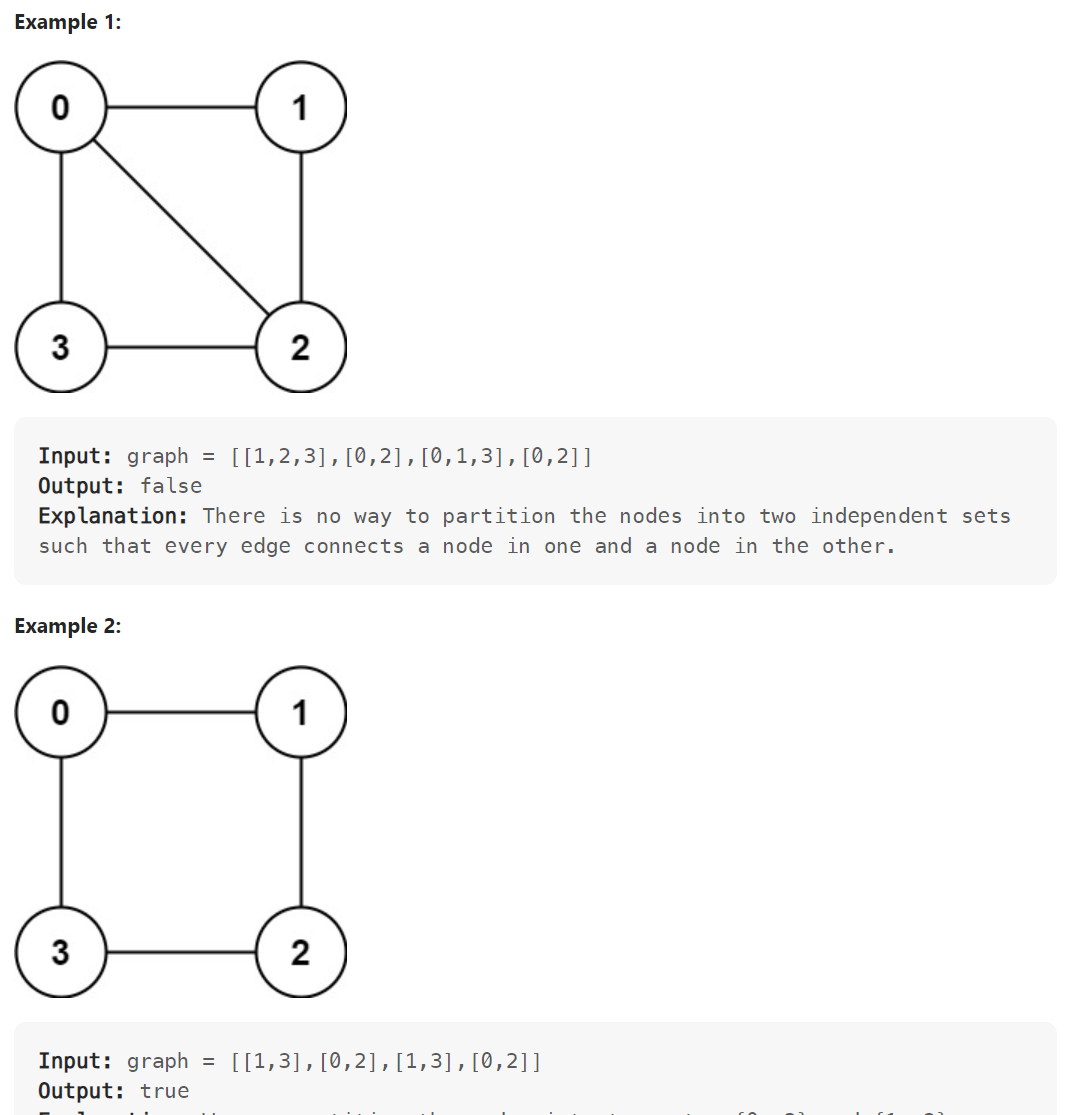 Example 1:
0 1
3 2
Input: graph = [[1,2,3],[0,2],[0,1,3],[0,2]]
Output: false
Explanation: There is no way to partition the nodes into two independent sets
such that every edge connects a node in one and a node in the other.
Example 2:
0 1
3 2
Input: graph = [[1,3],[0,2],[1,3],[0,2]]
Output: true